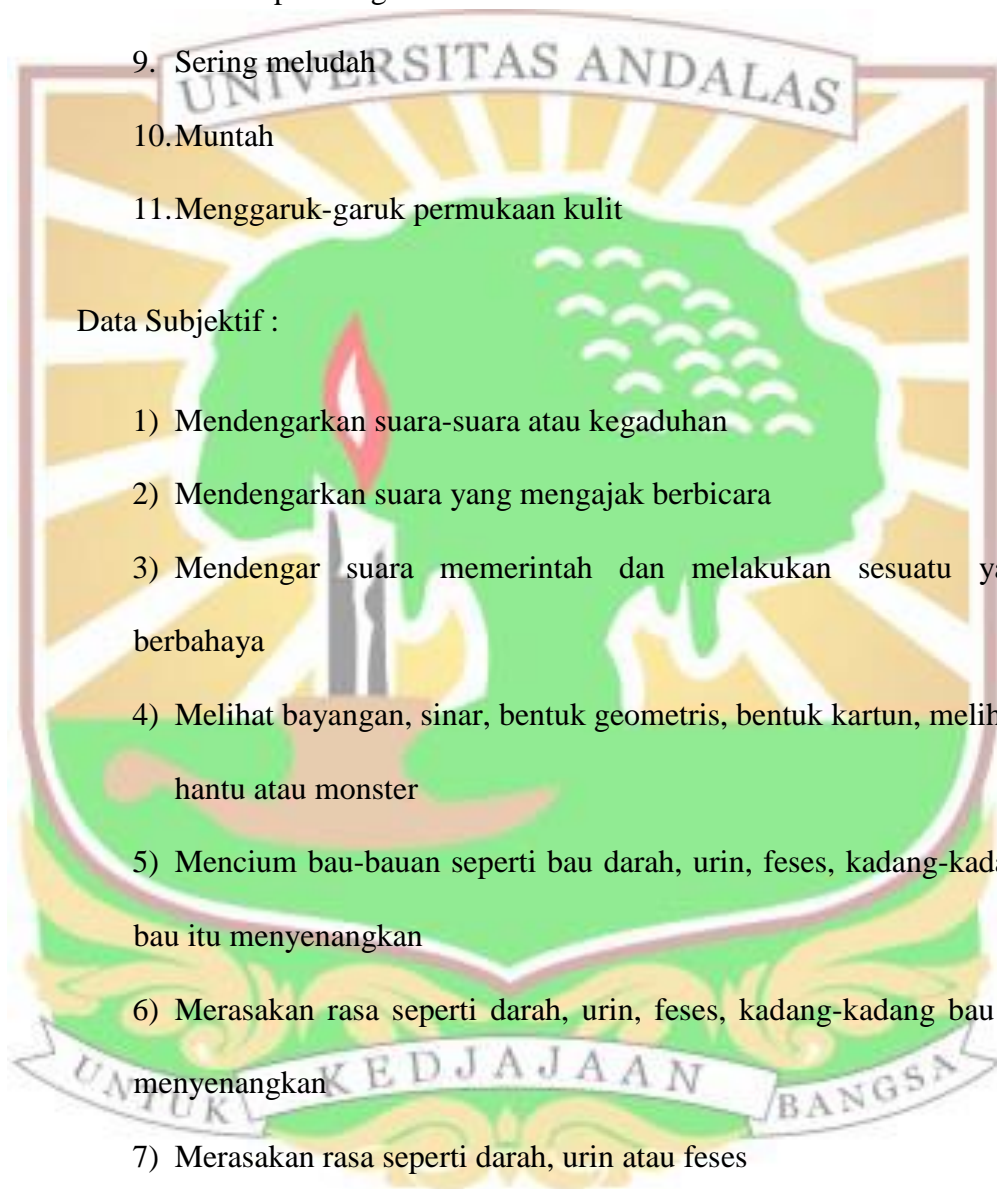 9. Sering meludah
UNIVERSITAS ANDALAS
10. Muntah
11. Menggaruk-garuk permukaan kulit
Data Subjektif :
1) Mendengarkan suara-suara atau kegaduhan
2) Mendengarkan suara yang mengajak berbicara
3) Mendengar suara memerintah dan melakukan sesuatu
berbahaya
4) Melihat bayangan, sinar, bentuk geometris, bentuk kartun,
hantu atau monster
5) Mencium bau-bauan seperti bau darah, urin, feses,
bau itu menyenangkan
6) Merasakan rasa seperti darah, urin, feses, kadang-kadang bau
menyenangkan
UNTUK KEDJAJAAN BANGSA
7) Merasakan rasa seperti darah, urin atau feses